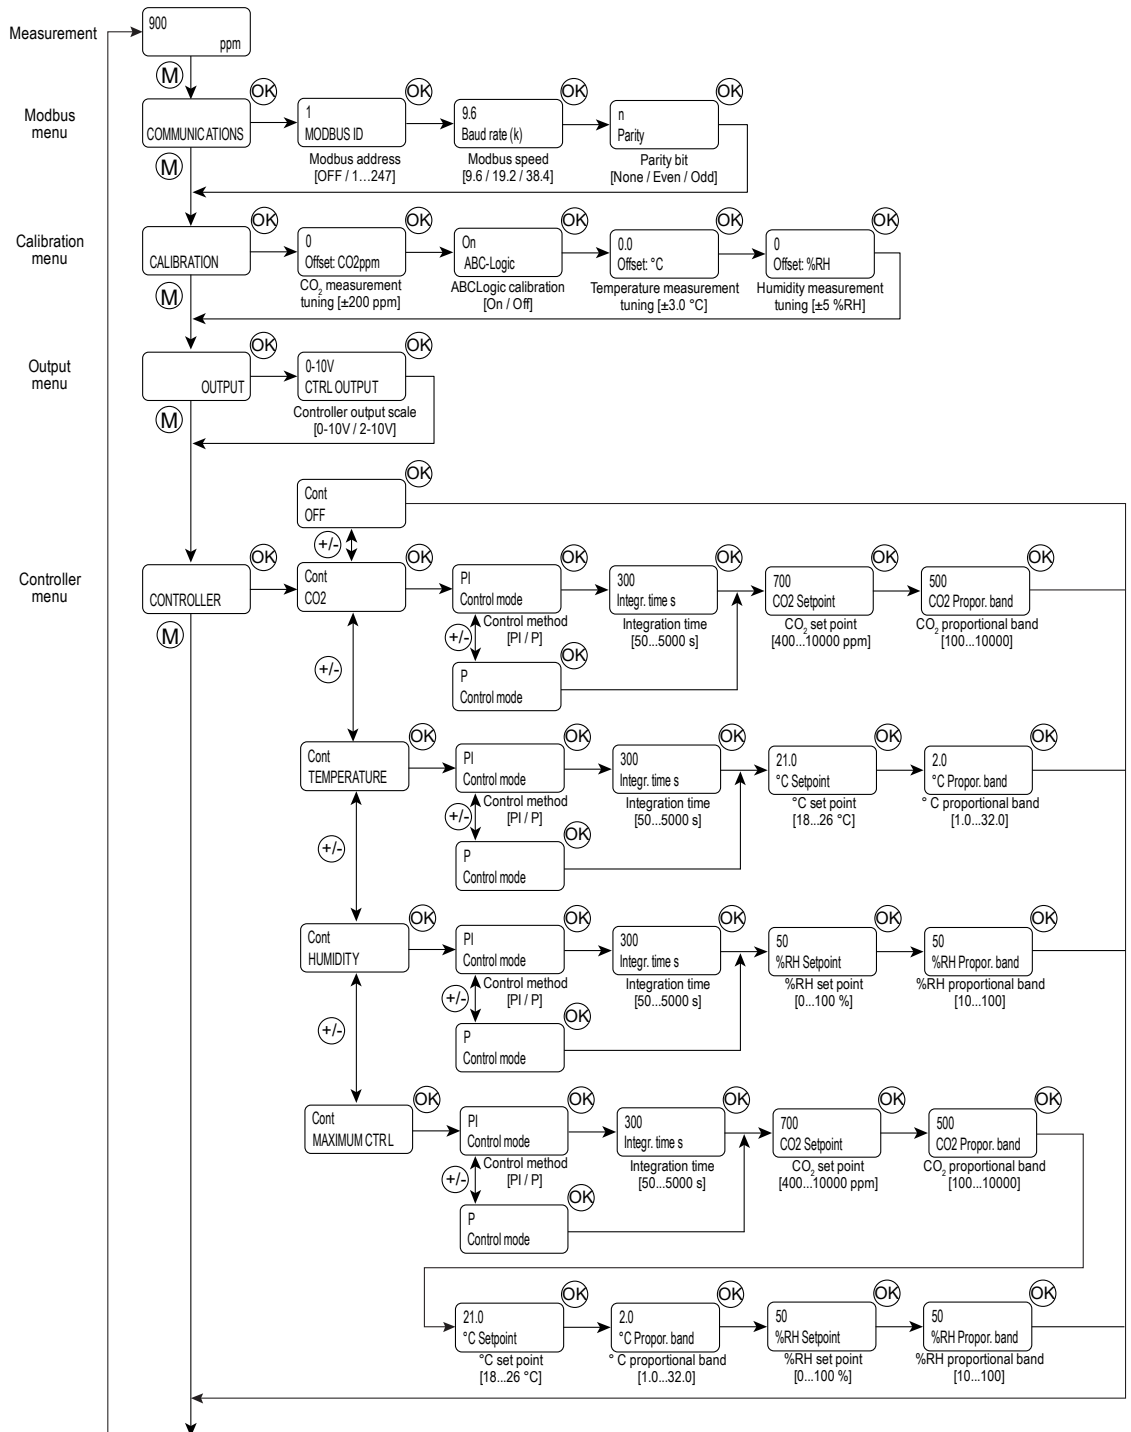 Measurement
900
ppm
M
Modbus
menu
COMMUNICATIONS
OK
1
MODBUS ID
OK
9.6
Baud rate (k)
OK
n
Parity
OK
Modbus address
[OFF / 1...247]
Modbus speed
[9.6 / 19.2 / 38.4]
Parity bit
[None / Even / Odd]
M
Calibration
menu
CALIBRATION
OK
0
Offset: CO2ppm
OK
On
ABC-Logic
OK
0.0
Offset: °C
OK
0
Offset: %RH
OK
CO2 measurement
tuning [±200 ppm]
ABCLogic calibration
[On / Off]
Temperature measurement
tuning [±3.0 °C]
Humidity measurement
tuning [±5 %RH]
M
Output
menu
OUTPUT
OK
0-10V
CTRL OUTPUT
OK
Controller output scale
[0-10V / 2-10V]
M
Cont
OFF
OK
+/-
Controller
menu
CONTROLLER
OK
Cont
CO2
OK
PI
Control mode
OK
300
Integr. time s
OK
700
CO2 Setpoint
OK
500
CO2 Propor. band
OK
Control method
[PI / P]
Integration time
[50...5000 s]
CO2 set point
[400...10000 ppm]
CO2 proportional band
[100...10000]
M
+/-
P
Control mode
OK
+/-
Cont
TEMPERATURE
OK
PI
Control mode
OK
300
Integr. time s
OK
21.0
°C Setpoint
OK
2.0
°C Propor. band
OK
Control method
[PI / P]
Integration time
[50...5000 s]
°C set point
[18...26 °C]
° C proportional band
[1.0...32.0]
+/-
P
Control mode
OK
+/-
Cont
HUMIDITY
OK
PI
Control mode
OK
300
Integr. time s
OK
50
%RH Setpoint
OK
50
%RH Propor. band
OK
Control method
[PI / P]
Integration time
[50...5000 s]
%RH set point
[0...100 %]
%RH proportional band
[10...100]
+/-
P
Control mode
OK
+/-
Cont
MAXIMUM CTRL
OK
PI
Control mode
OK
300
Integr. time s
OK
700
CO2 Setpoint
OK
500
CO2 Propor. band
OK
Control method
[PI / P]
Integration time
[50...5000 s]
CO2 set point
[400...10000 ppm]
CO2 proportional band
[100...10000]
+/-
P
Control mode
OK
21.0
°C Setpoint
OK
2.0
°C Propor. band
OK
50
%RH Setpoint
OK
50
%RH Propor. band
OK
°C set point
[18...26 °C]
° C proportional band
[1.0...32.0]
%RH set point
[0...100 %]
%RH proportional band
[10...100]